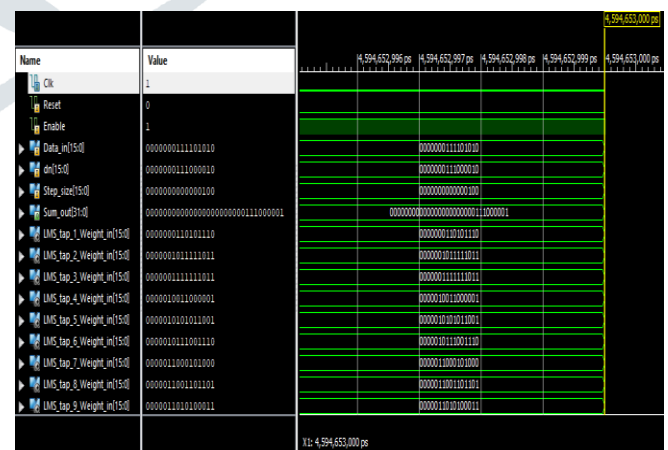 4,594,653,000 ps
Name Value 4,594,652,996 ps 4,594,652,997 ps 4,594,652,998 ps 4,594,652,999 ps 4,594,653,000 ps
Clk 1
Reset 0
Enable 1
Data_in[15:0] 0000000111101010 0000000111101010
dn[15:0] 0000000111000010 0000000111000010
Step_size[15:0] 0000000000000100 0000000000000100
Sum_out[31:0] 00000000000000000000000111000001 00000000000000000000000111000001
LMS_tap_1_Weight_in[15:0] 0000000110101110 0000000110101110
LMS_tap_2_Weight_in[15:0] 0000001011111011 0000001011111011
LMS_tap_3_Weight_in[15:0] 0000001111111011 0000001111111011
LMS_tap_4_Weight_in[15:0] 0000010011000001 0000010011000001
LMS_tap_5_Weight_in[15:0] 0000010101011001 0000010101011001
LMS_tap_6_Weight_in[15:0] 0000010111001110 0000010111001110
LMS_tap_7_Weight_in[15:0] 0000011000101000 0000011000101000
LMS_tap_8_Weight_in[15:0] 0000011001101101 0000011001101101
LMS_tap_9_Weight_in[15:0] 0000011010100011 0000011010100011
X1: 4,594,653,000 ps